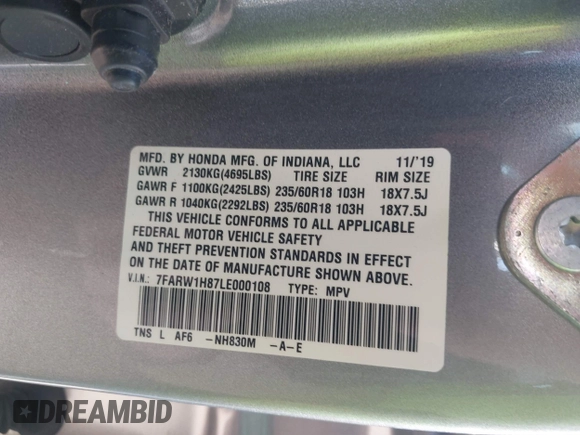 MFD. BY HONDA MFG. OF INDIANA, LLC 11/'19
GVWR 2130KG(4695LBS) TIRE SIZE RIM SIZE
GAWR F 1100KG(2425LBS) 235/60R18 103H 18X7.5J
GAWR R 1040KG(2292LBS) 235/60R18 103H 18X7.5J
THIS VEHICLE CONFORMS TO ALL APPLICABLE
FEDERAL MOTOR VEHICLE SAFETY
AND THEFT PREVENTION STANDARDS IN EFFECT
ON THE DATE OF MANUFACTURE SHOWN ABOVE.
V.I.N.: 7FARW1H87LE000108 TYPE: MPV
TNS L AF6 -NH830M -A-E
DREAMBID